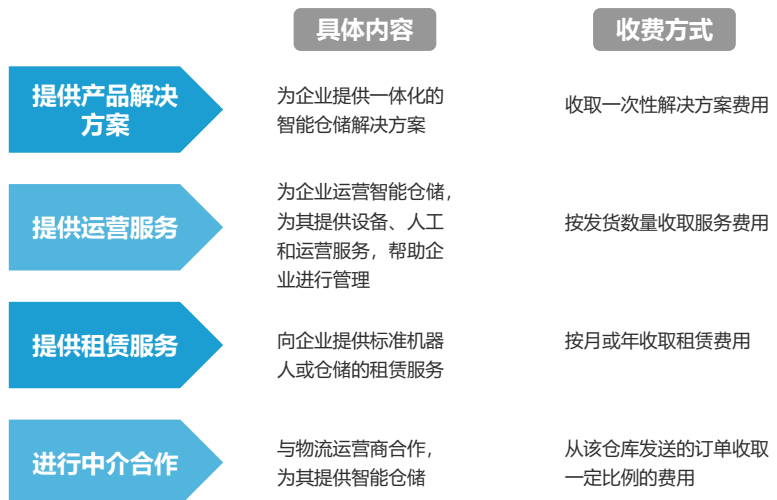 具体内容
收费方式
提供产品解决
方案
为企业提供一体化的
智能仓储解决方案
收取一次性解决方案费用
提供运营服务
为企业运营智能仓储，
为其提供设备、人工
和运营服务，帮助企
业进行管理
按发货数量收取服务费用
提供租赁服务
向企业提供标准机器
人或仓储的租赁服务
按月或年收取租赁费用
进行中介合作
与物流运营商合作，
为其提供智能仓储
从该仓库发送的订单收取
一定比例的费用